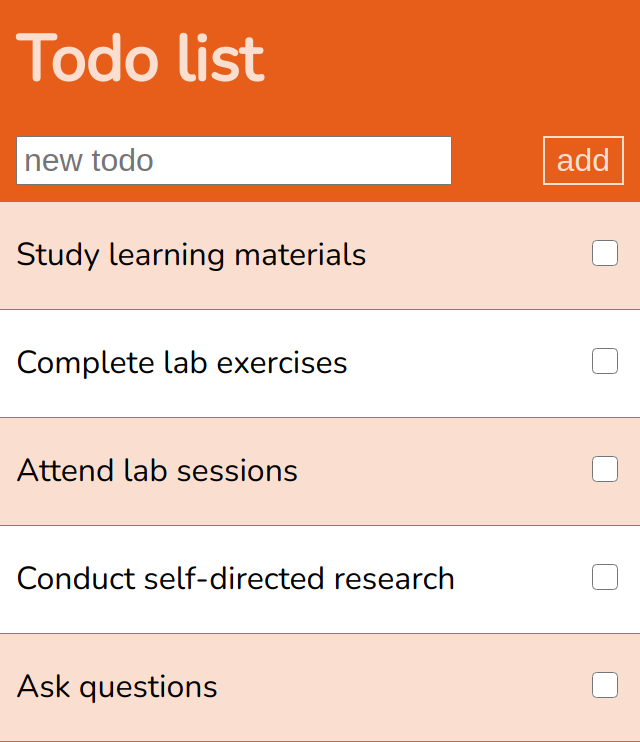 Todo list
new todo
add
Study learning materials
Complete lab exercises
Attend lab sessions
Conduct self-directed research
Ask questions